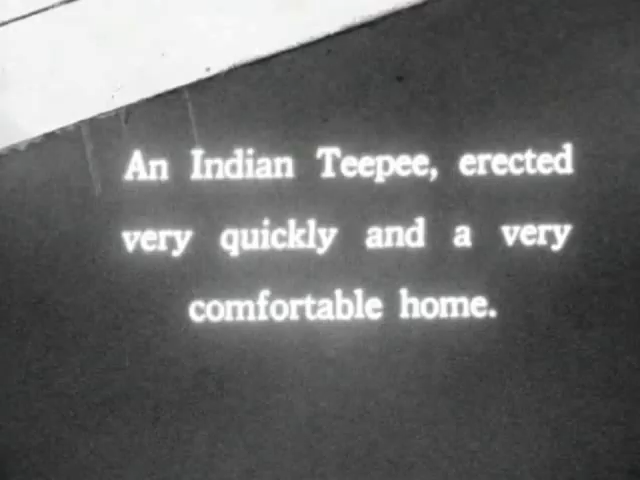 An Indian Teepee, erected
very quickly and a very
comfortable home.